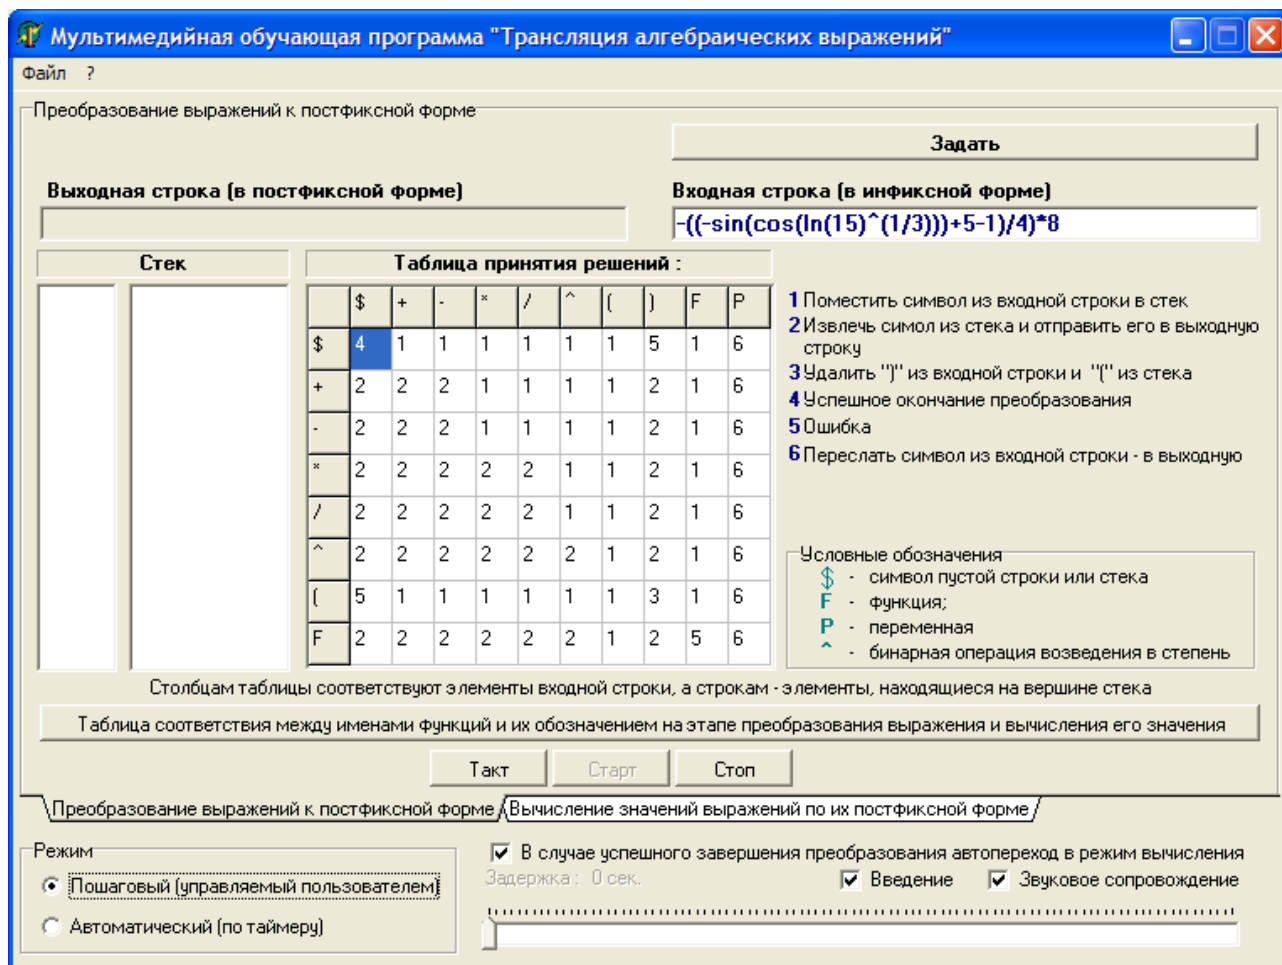 Мультимедийная обучающая программа "Трансляция алгебраических выражений"
Файл ?
Преобразование выражений к постфиксной форме
Задать
Выходная строка (в постфиксной форме)
Входная строка (в инфиксной форме)
-((-sin(cos(ln(15)^(1/3)))+5-1)/4)*8
Стек
Таблица принятия решений :
$ + - * / ^ ( ) F P
$ 4 1 1 1 1 1 1 5 1 6
+ 2 2 2 1 1 1 1 2 1 6
- 2 2 2 1 1 1 1 2 1 6
* 2 2 2 2 2 1 1 2 1 6
/ 2 2 2 2 2 1 1 2 1 6
^ 2 2 2 2 2 2 1 2 1 6
( 5 1 1 1 1 1 1 3 1 6
F 2 2 2 2 2 2 1 2 5 6
1 Поместить символ из входной строки в стек
2 Извлечь симол из стека и отправить его в выходную
строку
3 Удалить ")" из входной строки и "(" из стека
4 Успешное окончание преобразования
5 Ошибка
6 Переслать символ из входной строки - в выходную
Условные обозначения
$ - символ пустой строки или стека
F - функция;
P - переменная
^ - бинарная операция возведения в степень
Столбцам таблицы соответствуют элементы входной строки, а строкам - элементы, находящиеся на вершине стека
Таблица соответствия между именами функций и их обозначением на этапе преобразования выражения и вычисления его значения
Такт
Старт
Стоп
Преобразование выражений к постфиксной форме
Вычисление значений выражений по их постфиксной форме
Режим
Пошаговый (управляемый пользователем)
Автоматический (по таймеру)
В случае успешного завершения преобразования автопереход в режим вычисления
Задержка : 0 сек.
Введение
Звуковое сопровождение